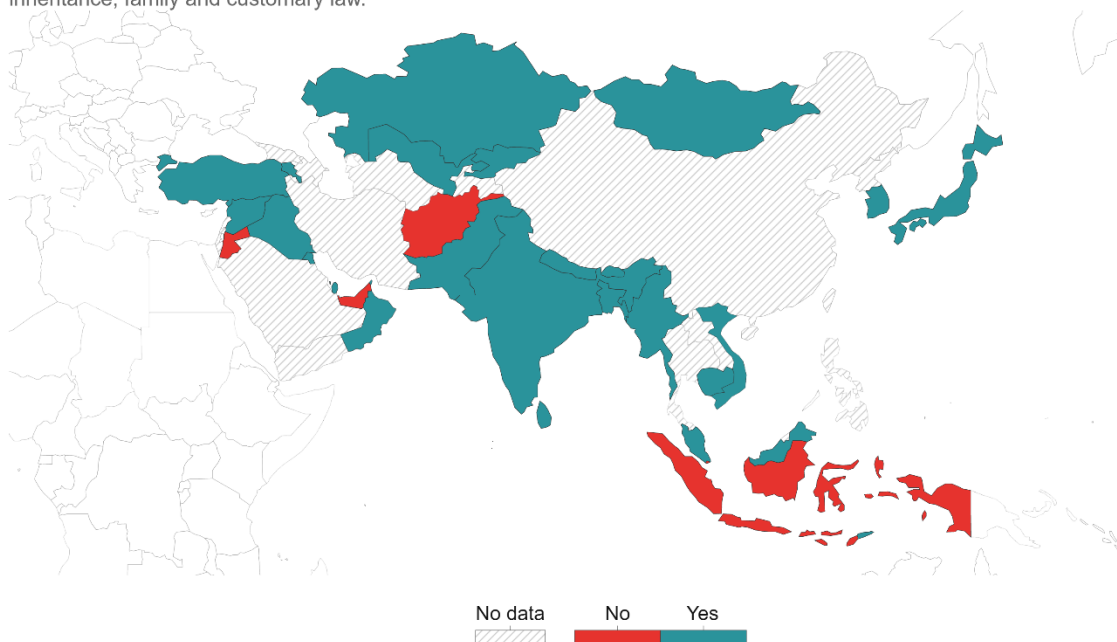 inheritance, family and customary law.
No data No Yes